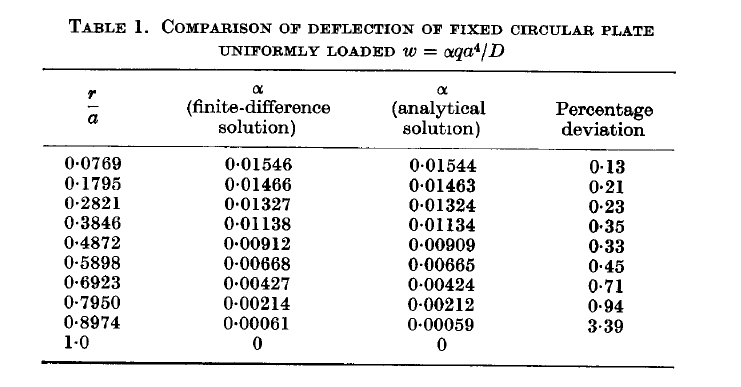 TABLE 1. COMPARISON OF DEFLECTION OF FIXED CIRCULAR PLATE
UNIFORMLY LOADED w = αqa⁴/D
r/a α (finite-difference solution) α (analytical solution) Percentage deviation
0·0769 0·01546 0·01544 0·13
0·1795 0·01466 0·01463 0·21
0·2821 0·01327 0·01324 0·23
0·3846 0·01138 0·01134 0·35
0·4872 0·00912 0·00909 0·33
0·5898 0·00668 0·00665 0·45
0·6923 0·00427 0·00424 0·71
0·7950 0·00214 0·00212 0·94
0·8974 0·00061 0·00059 3·39
1·0 0 0